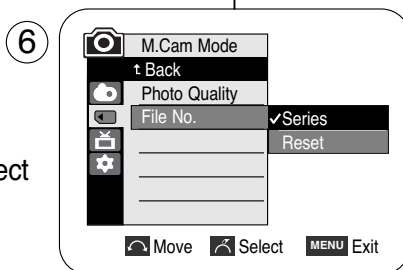 6
M.Cam Mode
Back
Photo Quality
File No. ✓Series
Reset
ect
Move Select MENU Exit